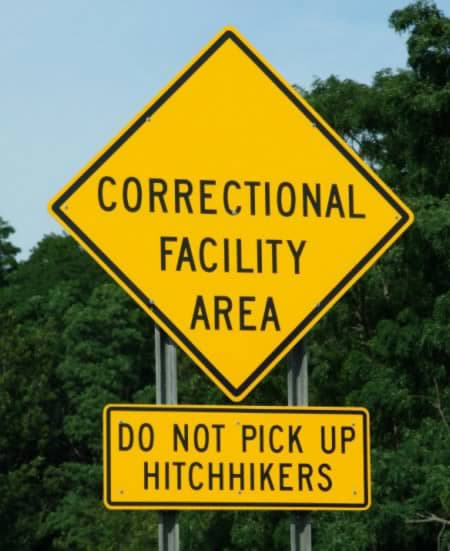 CORRECTIONAL
FACILITY
AREA
DO NOT PICK UP
HITCHHIKERS